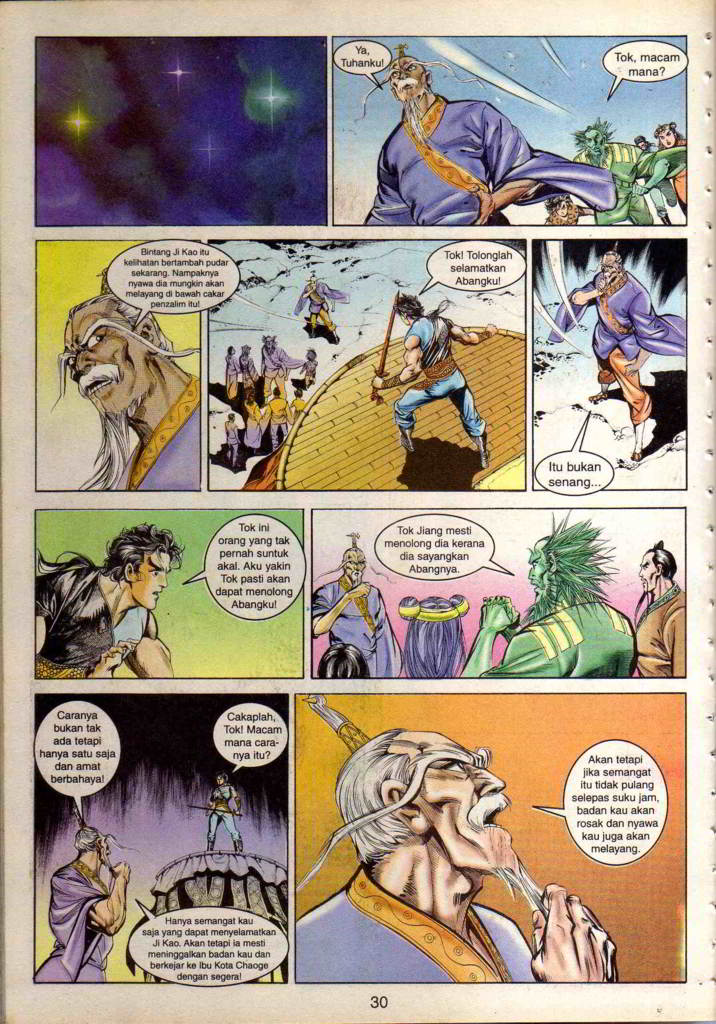 Ya,
Tuhanku!
Tok, macam
mana?
Bintang Ji Kao itu
kelihatan bertambah pudar
sekarang. Nampaknya
nyawa dia mungkin akan
melayang di bawah cakar
penzalim itu!
Tok! Tolonglah
selamatkan
Abangku!
Itu bukan
senang...
Tok ini
orang yang tak
pernah suntuk
akal. Aku yakin
Tok pasti akan
dapat menolong
Abangku!
Tok Jiang mesti
menolong dia kerana
dia sayangkan
Abangnya.
Caranya
bukan tak
ada tetapi
hanya satu saja
dan amat
berbahaya!
Cakaplah,
Tok! Macam
mana cara-
nya itu?
Hanya semangat kau
saja yang dapat menyelamatkan
Ji Kao. Akan tetapi ia mesti
meninggalkan badan kau dan
berkejar ke Ibu Kota Chaoge
dengan segera!
Akan tetapi
jika semangat
itu tidak pulang
selepas suku jam,
badan kau akan
rosak dan nyawa
kau juga akan
melayang.
30